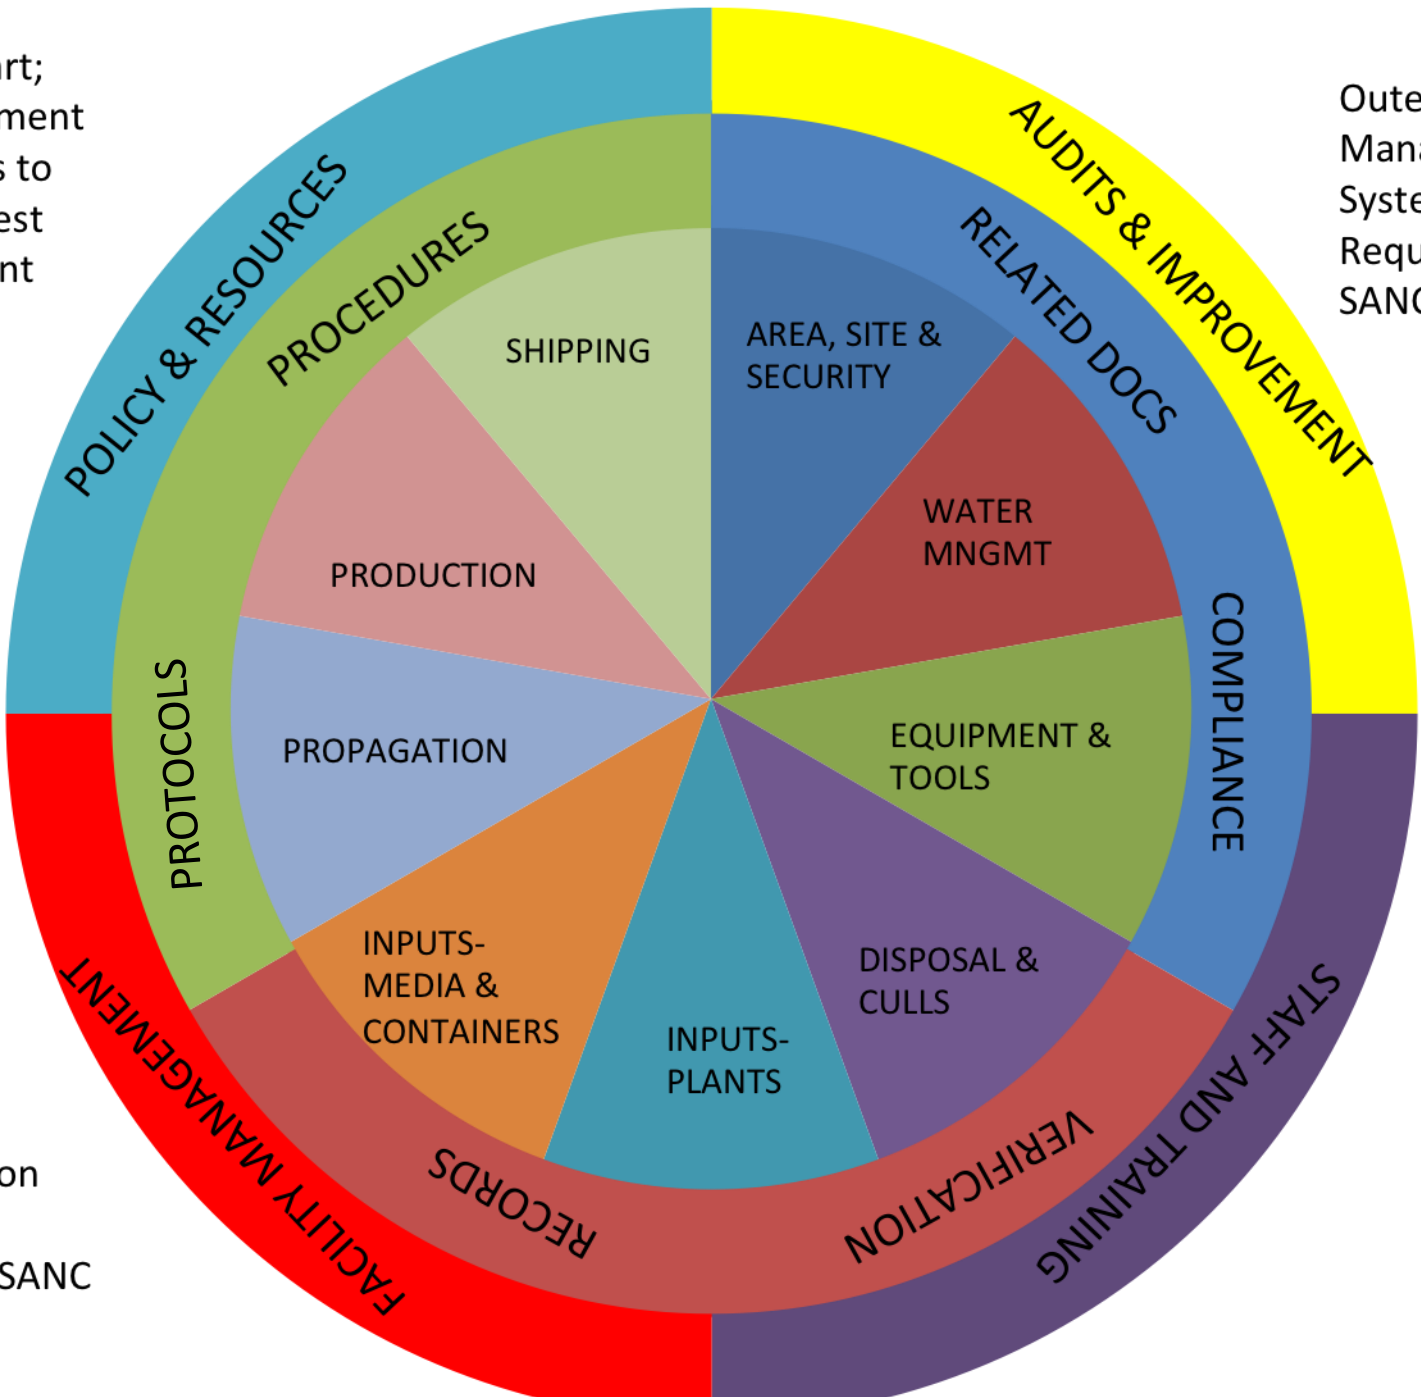 art;
ment
s to
est
nt
Oute
Mana
Syste
Requ
SANC
POLICY & RESOURCES
AUDITS & IMPROVEMENT
PROCEDURES
RELATED DOCS
SHIPPING
AREA, SITE &
SECURITY
WATER
MNGMT
PRODUCTION
COMPLIANCE
PROTOCOLS
PROPAGATION
EQUIPMENT &
TOOLS
INPUTS-
MEDIA &
CONTAINERS
DISPOSAL &
CULLS
INPUTS-
PLANTS
FACILITY MANAGEMENT
RECORDS
VERIFICATION
STAFF AND TRAINING
on
SANC